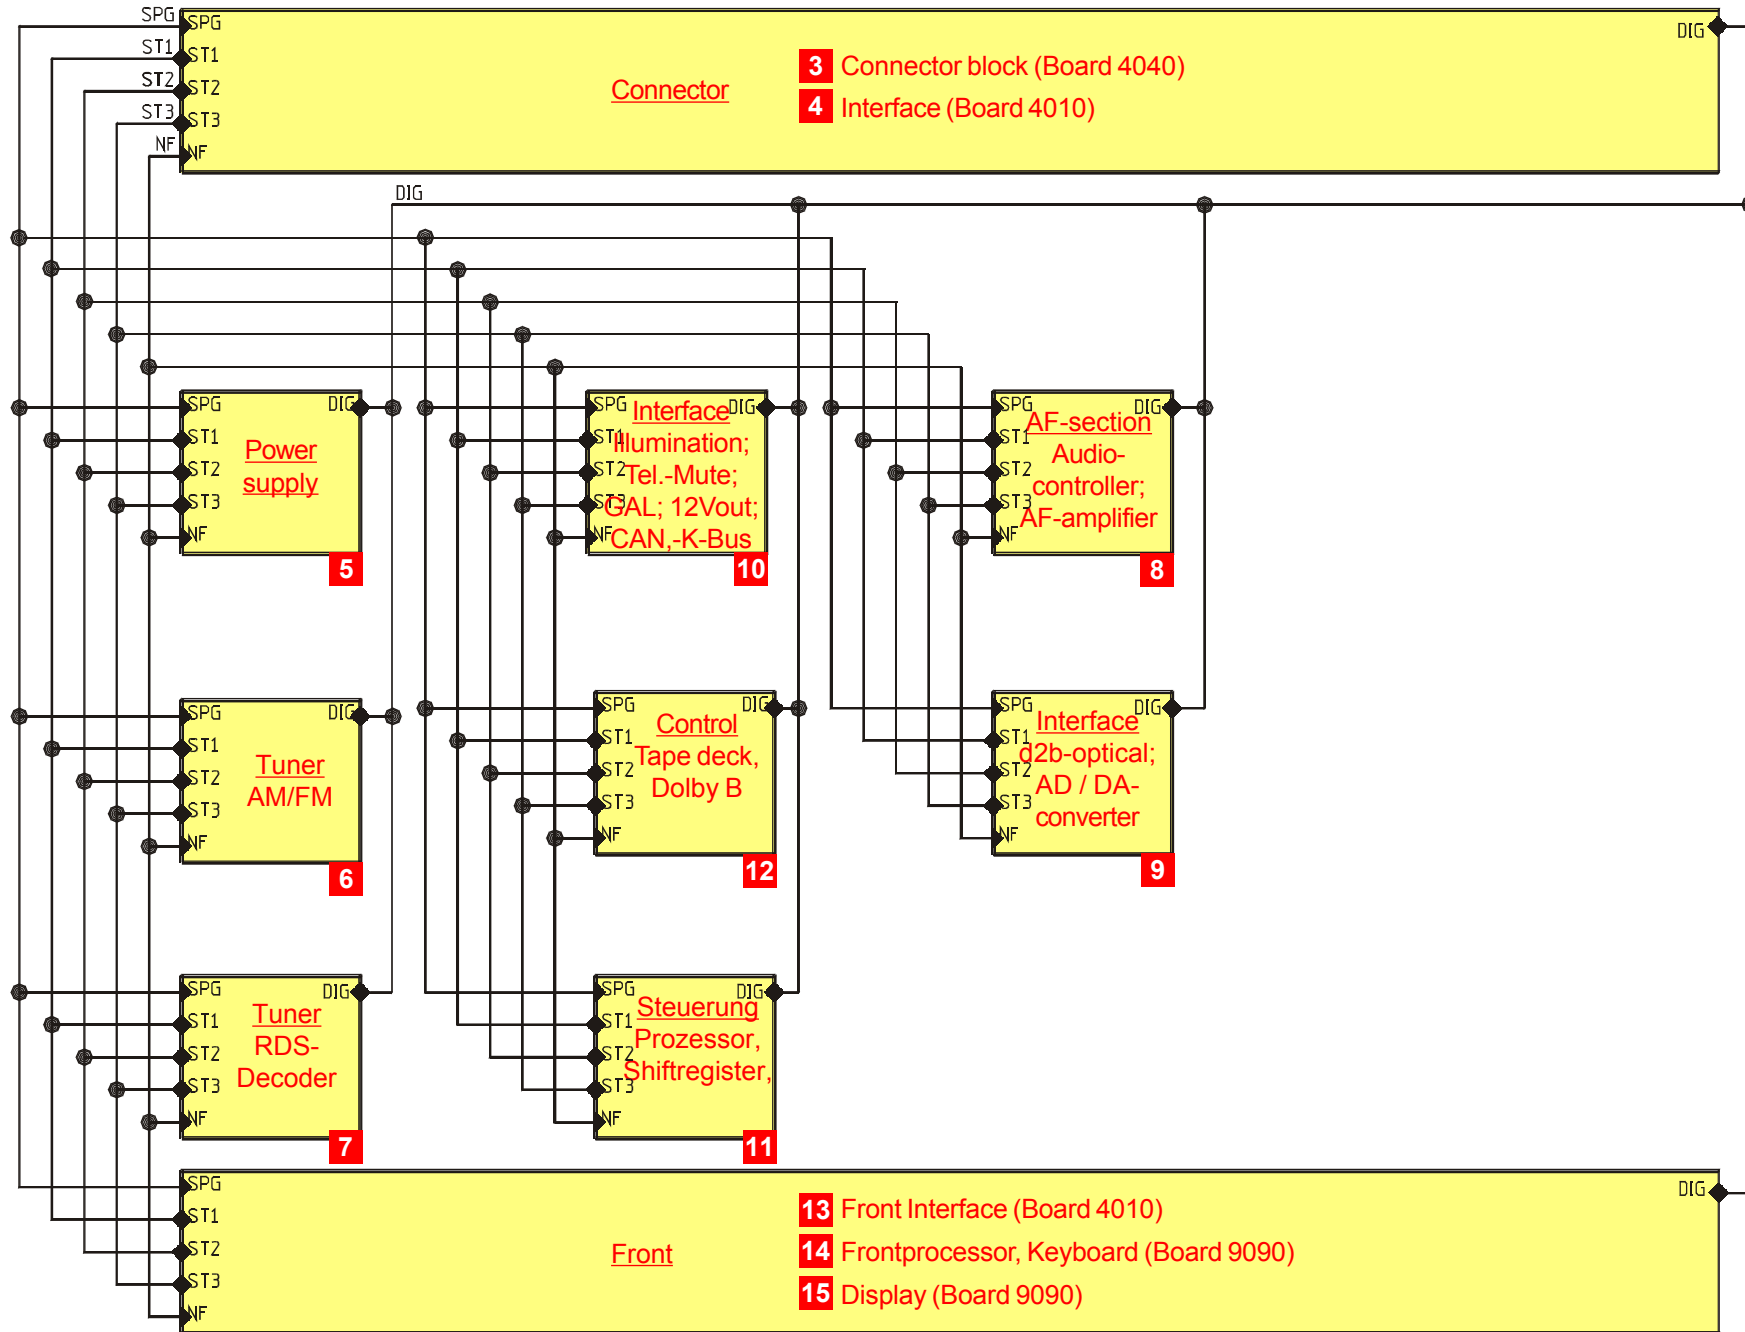 SPG
ST1
ST2
ST3
NF
SPG
ST1
ST2
ST3
NF
DIG
Connector
3 Connector block (Board 4040)
4 Interface (Board 4010)
DIG
SPG
ST1
ST2
ST3
NF
DIG
Power
supply
5
SPG
ST1
ST2
ST3
NF
DIG
Interface
Illumination;
Tel.-Mute;
GAL; 12Vout;
CAN,-K-Bus
10
SPG
ST1
ST2
ST3
NF
DIG
AF-section
Audio-
controller;
AF-amplifier
8
SPG
ST1
ST2
ST3
NF
DIG
Tuner
AM/FM
6
SPG
ST1
ST2
ST3
NF
DIG
Control
Tape deck,
Dolby B
12
SPG
ST1
ST2
ST3
NF
DIG
Interface
d2b-optical;
AD / DA-
converter
9
SPG
ST1
ST2
ST3
NF
DIG
Tuner
RDS-
Decoder
7
SPG
ST1
ST2
ST3
NF
DIG
Steuerung
Prozessor,
Shiftregister,
11
SPG
ST1
ST2
ST3
NF
DIG
Front
13 Front Interface (Board 4010)
14 Frontprocessor, Keyboard (Board 9090)
15 Display (Board 9090)